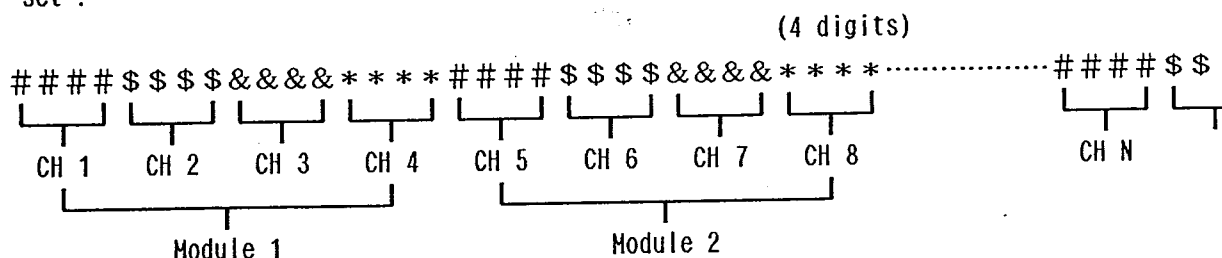 set .
(4 digits)
####$$$$&&&&****####$$$$&&&&****················####$$
CH 1 CH 2 CH 3 CH 4 CH 5 CH 6 CH 7 CH 8 CH N
Module 1 Module 2